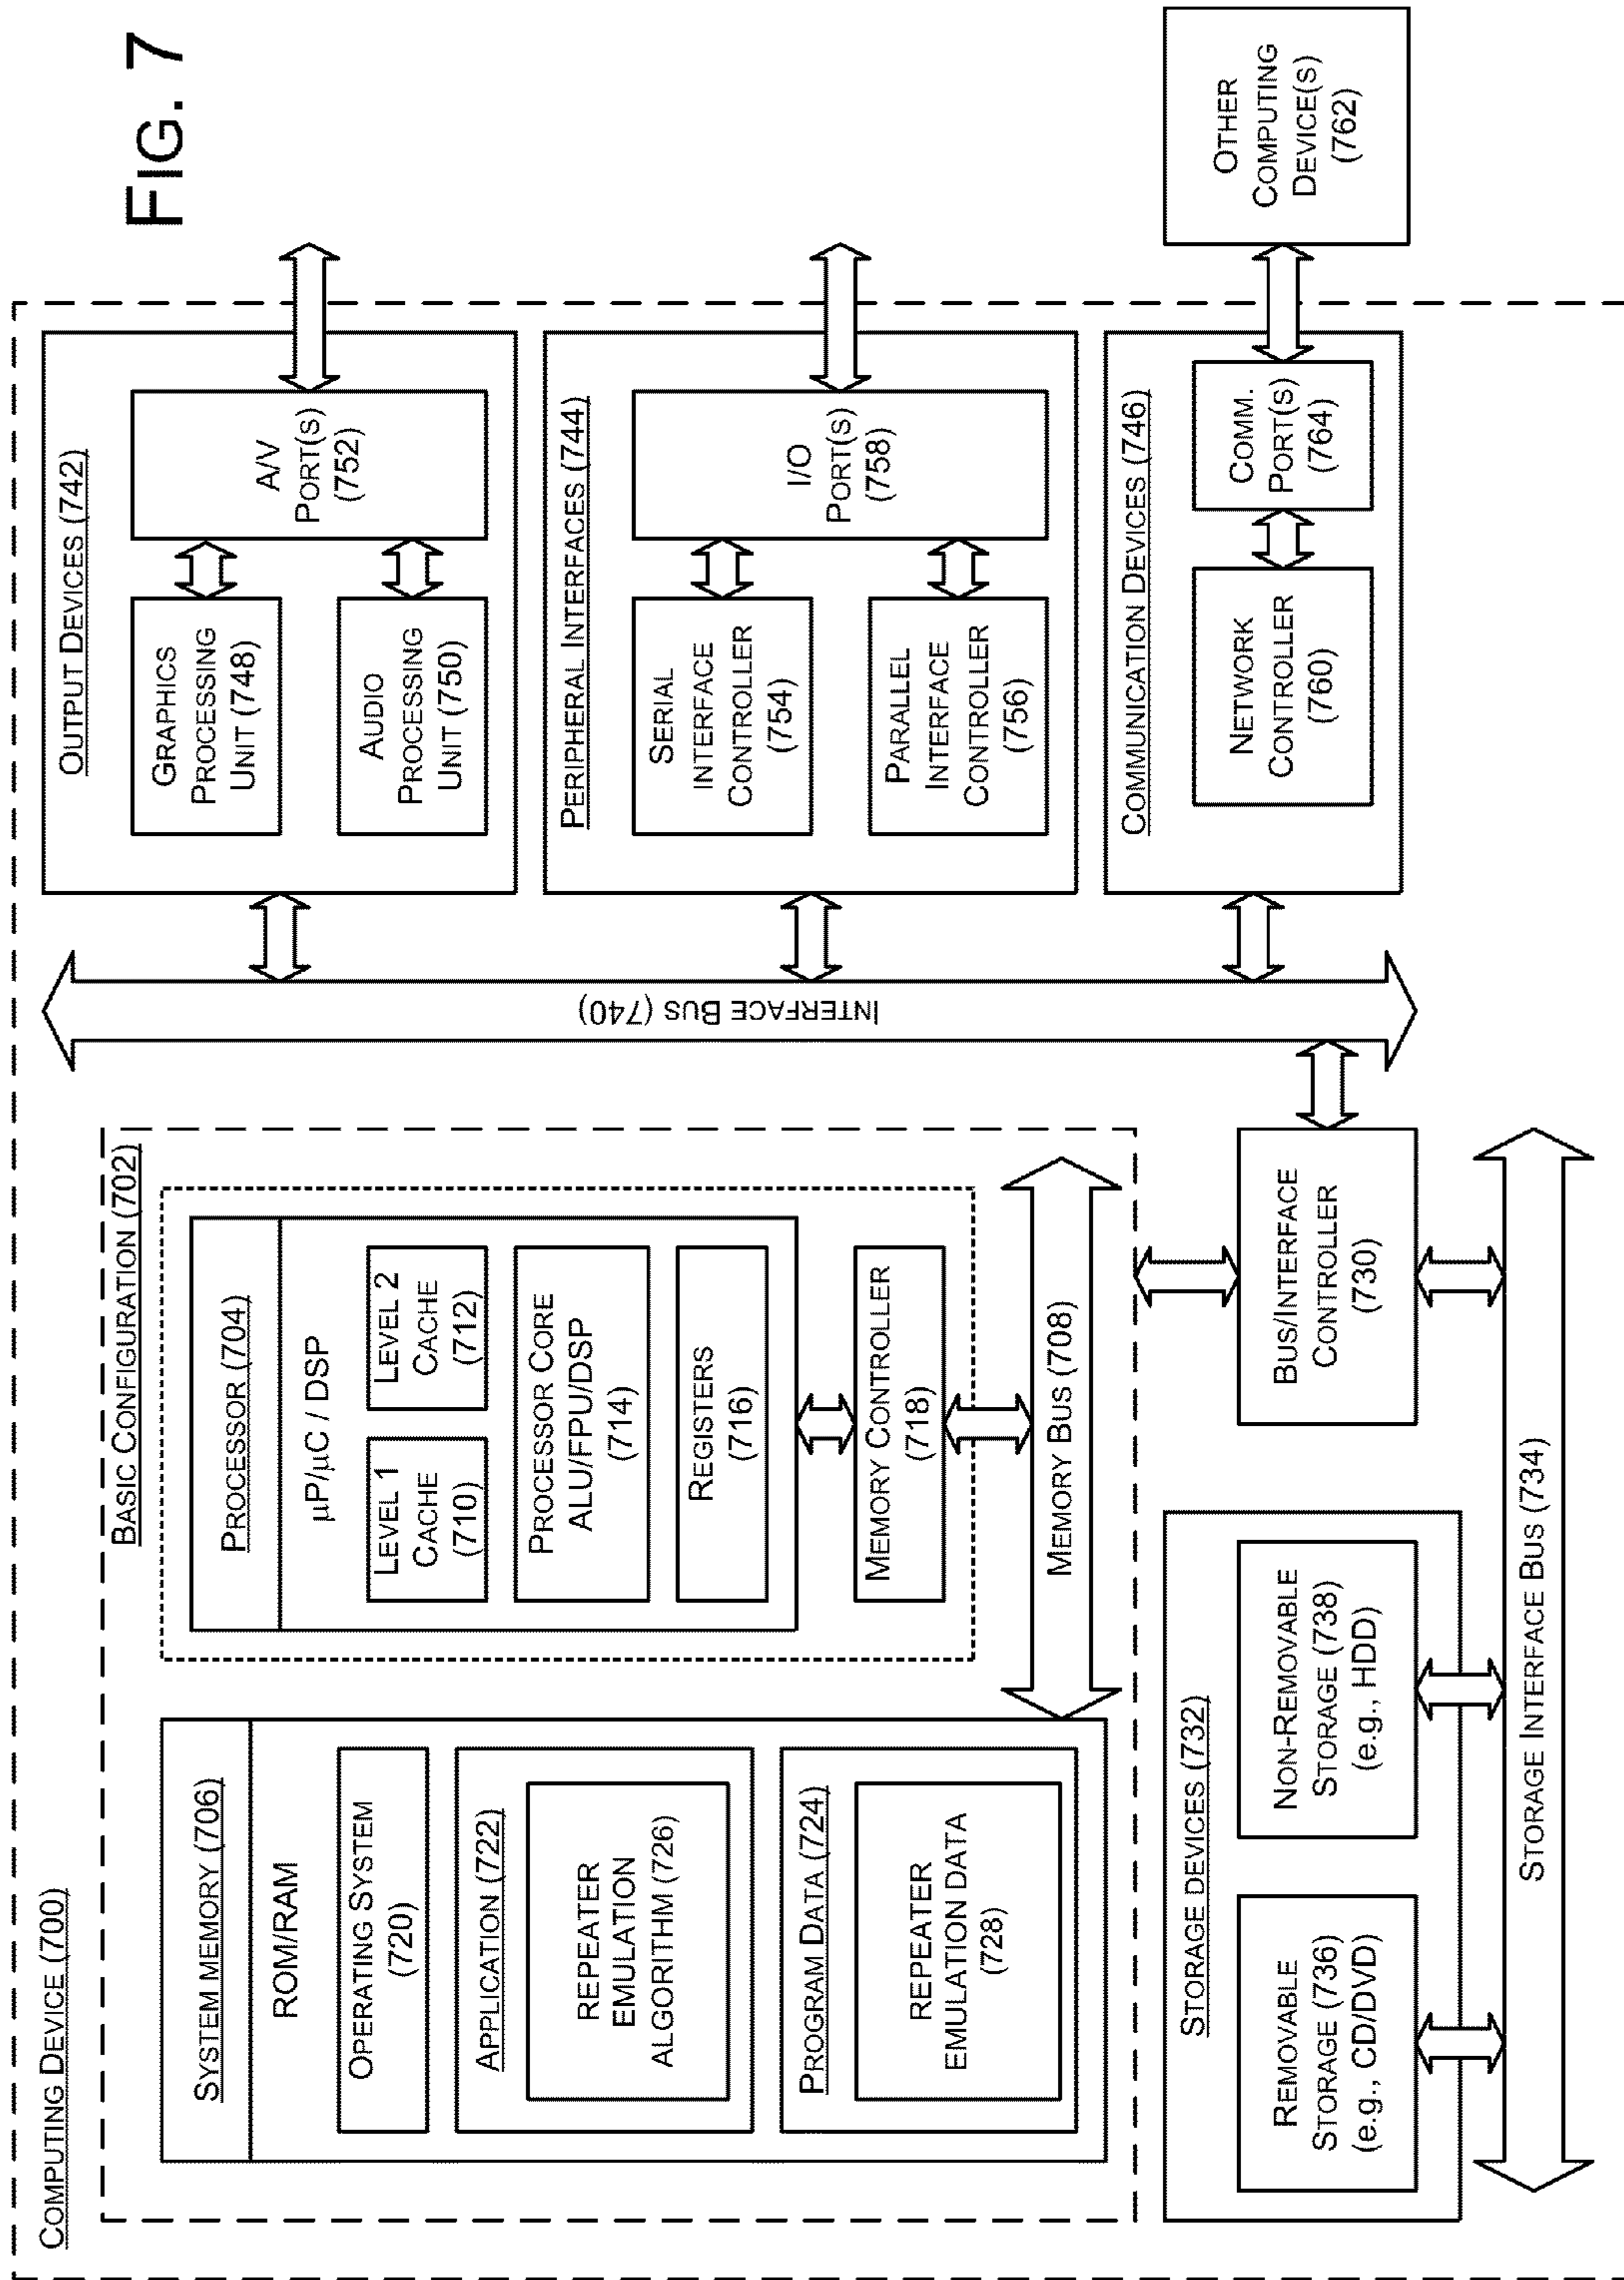 FIG. 7
COMPUTING DEVICE (700)
BASIC CONFIGURATION (702)
SYSTEM MEMORY (706)
ROM/RAM
OPERATING SYSTEM
(720)
APPLICATION (722)
REPEATER
EMULATION
ALGORITHM (726)
PROGRAM DATA (724)
REPEATER
EMULATION DATA
(728)
PROCESSOR (704)
µP/µC / DSP
LEVEL 1
CACHE
(710)
LEVEL 2
CACHE
(712)
PROCESSOR CORE
ALU/FPU/DSP
(714)
REGISTERS
(716)
MEMORY CONTROLLER
(718)
MEMORY BUS (708)
STORAGE DEVICES (732)
REMOVABLE
STORAGE (736)
(e.g., CD/DVD)
NON-REMOVABLE
STORAGE (738)
(e.g., HDD)
BUS/INTERFACE
CONTROLLER
(730)
STORAGE INTERFACE BUS (734)
INTERFACE BUS (740)
OUTPUT DEVICES (742)
GRAPHICS
PROCESSING
UNIT (748)
AUDIO
PROCESSING
UNIT (750)
A/V
PORT(S)
(752)
PERIPHERAL INTERFACES (744)
SERIAL
INTERFACE
CONTROLLER
(754)
PARALLEL
INTERFACE
CONTROLLER
(756)
I/O
PORT(S)
(758)
COMMUNICATION DEVICES (746)
NETWORK
CONTROLLER
(760)
COMM.
PORT(S)
(764)
OTHER
COMPUTING
DEVICE(S)
(762)